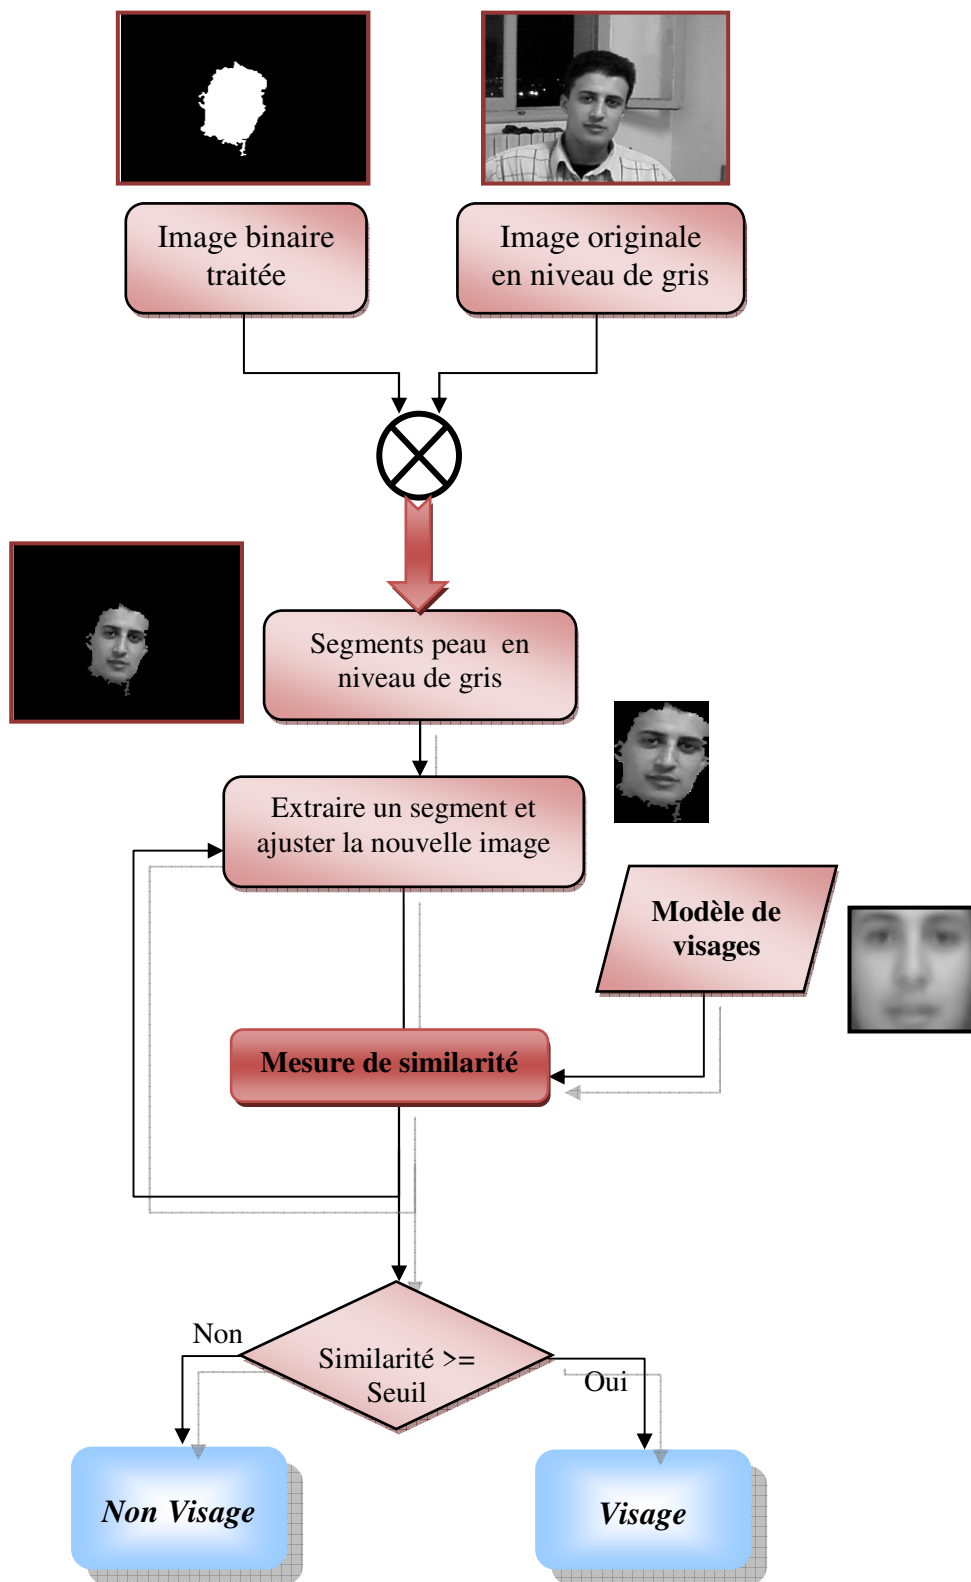 Image binaire
traitée
Image originale
en niveau de gris
Segments peau en
niveau de gris
Extraire un segment et
ajuster la nouvelle image
Modèle de
visages
Mesure de similarité
Non
Similarité >=
Seuil
Oui
Non Visage
Visage